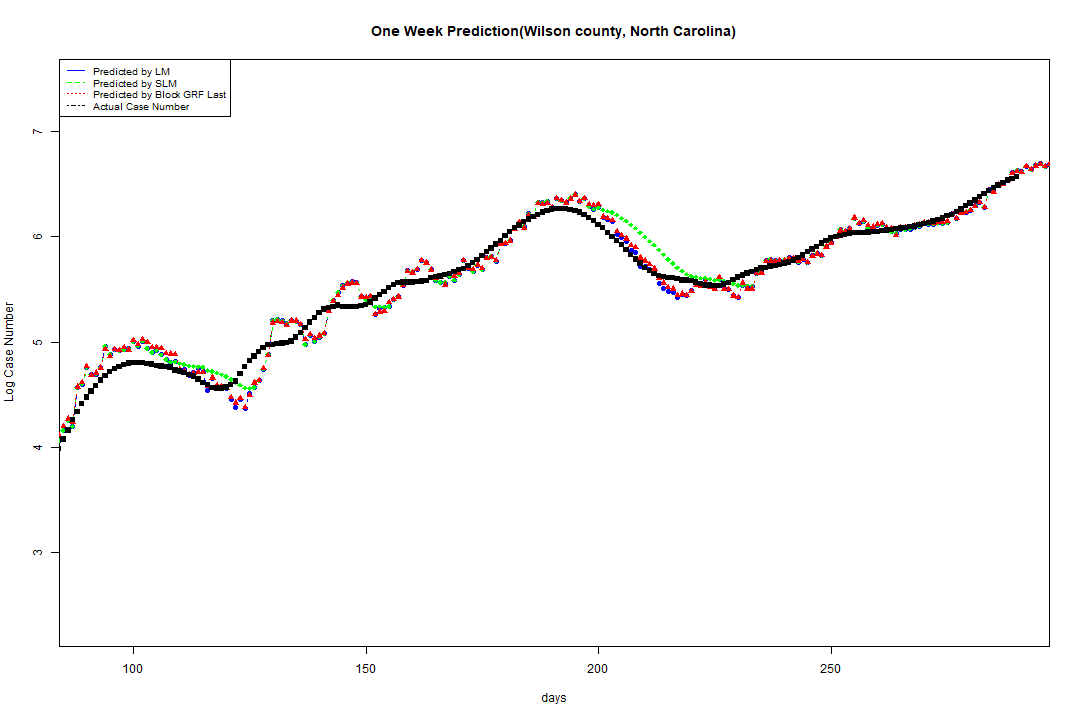 One Week Prediction(Wilson county, North Carolina)
Predicted by LM
Predicted by SLM
Predicted by Block GRF Last
Actual Case Number
7
6
5
4
3
Log Case Number
100 150 200 250
days